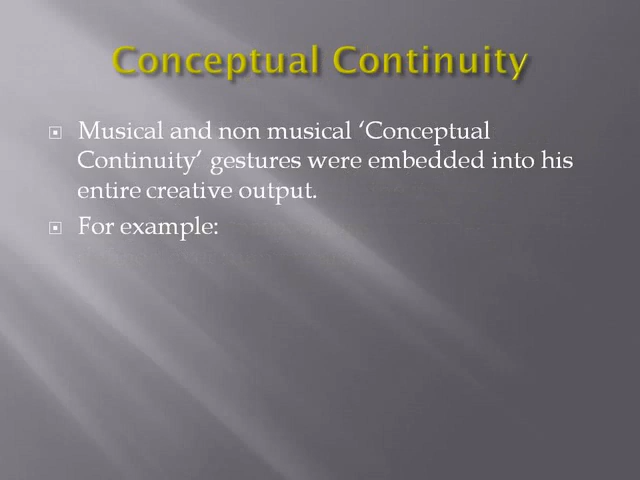 Conceptual Continuity
Musical and non musical ‘Conceptual
Continuity’ gestures were embedded into his
entire creative output.
For example: